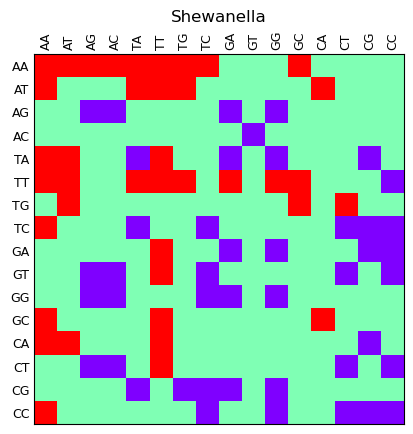 Shewanella
AA AT AG AC TA TT TG TC GA GT GG GC CA CT CG CC
AA
AT
AG
AC
TA
TT
TG
TC
GA
GT
GG
GC
CA
CT
CG
CC